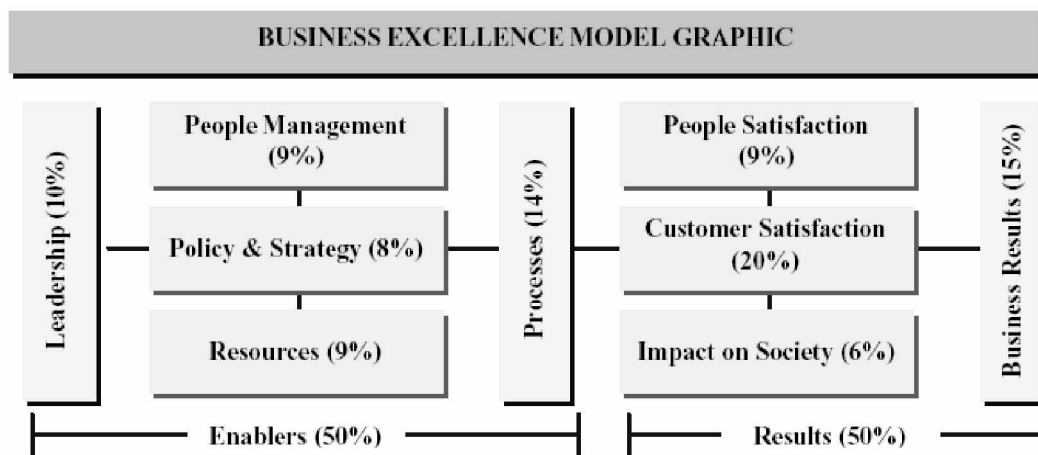 BUSINESS EXCELLENCE MODEL GRAPHIC
Leadership (10%)
People Management
(9%)
Policy & Strategy (8%)
Resources (9%)
Processes (14%)
People Satisfaction
(9%)
Customer Satisfaction
(20%)
Impact on Society (6%)
Business Results (15%)
Enablers (50%)
Results (50%)